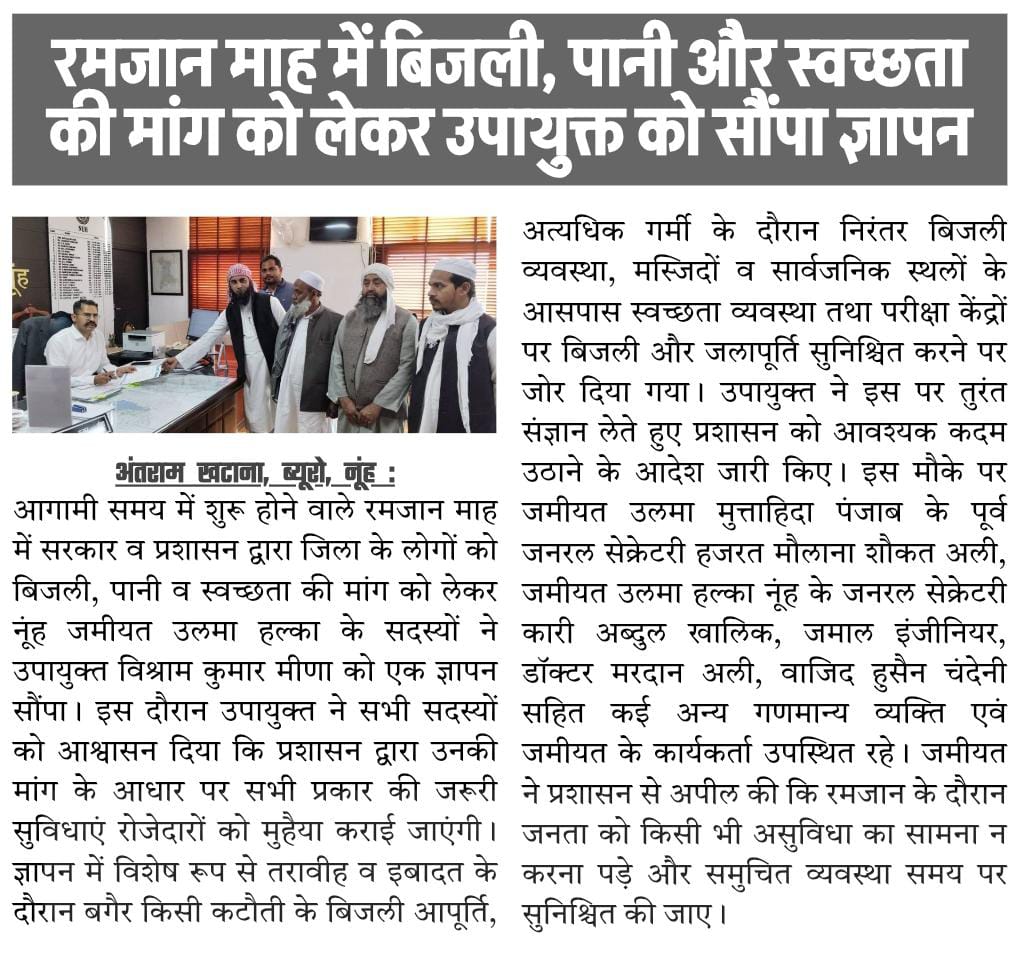 रमजान माह में बिजली, पानी और स्वच्छता
की मांग को लेकर उपायुक्त को सौंपा ज्ञापन
NUH
नूंह
अंतराम खटाना, ब्यूरो, नूंह :
आगामी समय में शुरू होने वाले रमजान माह
में सरकार व प्रशासन द्वारा जिला के लोगों को
बिजली, पानी व स्वच्छता की मांग को लेकर
नूंह जमीयत उलमा हल्का के सदस्यों ने
उपायुक्त विश्राम कुमार मीणा को एक ज्ञापन
सौंपा। इस दौरान उपायुक्त ने सभी सदस्यों
को आश्वासन दिया कि प्रशासन द्वारा उनकी
मांग के आधार पर सभी प्रकार की जरूरी
सुविधाएं रोजेदारों को मुहैया कराई जाएंगी।
ज्ञापन में विशेष रूप से तरावीह व इबादत के
दौरान बगैर किसी कटौती के बिजली आपूर्ति,
अत्यधिक गर्मी के दौरान निरंतर बिजली
व्यवस्था, मस्जिदों व सार्वजनिक स्थलों के
आसपास स्वच्छता व्यवस्था तथा परीक्षा केंद्रों
पर बिजली और जलापूर्ति सुनिश्चित करने पर
जोर दिया गया। उपायुक्त ने इस पर तुरंत
संज्ञान लेते हुए प्रशासन को आवश्यक कदम
उठाने के आदेश जारी किए। इस मौके पर
जमीयत उलमा मुत्ताहिदा पंजाब के पूर्व
जनरल सेक्रेटरी हजरत मौलाना शौकत अली,
जमीयत उलमा हल्का नूंह के जनरल सेक्रेटरी
कारी अब्दुल खालिक, जमाल इंजीनियर,
डॉक्टर मरदान अली, वाजिद हुसैन चंदेनी
सहित कई अन्य गणमान्य व्यक्ति एवं
जमीयत के कार्यकर्ता उपस्थित रहे। जमीयत
ने प्रशासन से अपील की कि रमजान के दौरान
जनता को किसी भी असुविधा का सामना न
करना पड़े और समुचित व्यवस्था समय पर
सुनिश्चित की जाए।